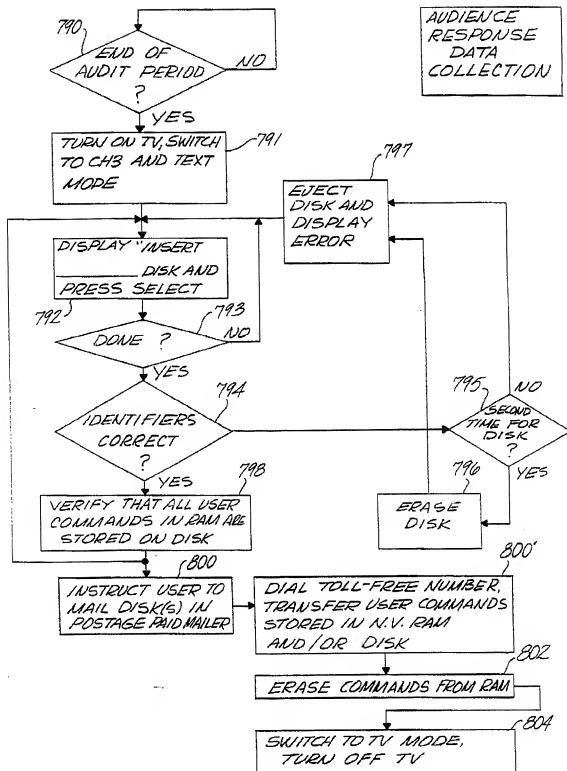 790
END OF
AUDIT PERIOD
?
NO
YES
AUDIENCE
RESPONSE
DATA
COLLECTION
TURN ON TV, SWITCH
TO CH3 AND TEXT
MODE
791
EJECT
DISK AND
DISPLAY
ERROR
797
DISPLAY "INSERT
______ DISK AND
PRESS SELECT
792
DONE ?
793
NO
YES
IDENTIFIERS
CORRECT
?
794
YES
795
SECOND
TIME FOR
DISK
?
NO
YES
796
ERASE
DISK
798
VERIFY THAT ALL USER
COMMANDS IN RAM ARE
STORED ON DISK
800
INSTRUCT USER TO
MAIL DISK(S) IN
POSTAGE PAID MAILER
800'
DIAL TOLL-FREE NUMBER,
TRANSFER USER COMMANDS
STORED IN N.V. RAM
AND/OR DISK
802
ERASE COMMANDS FROM RAM
804
SWITCH TO TV MODE,
TURN OFF TV